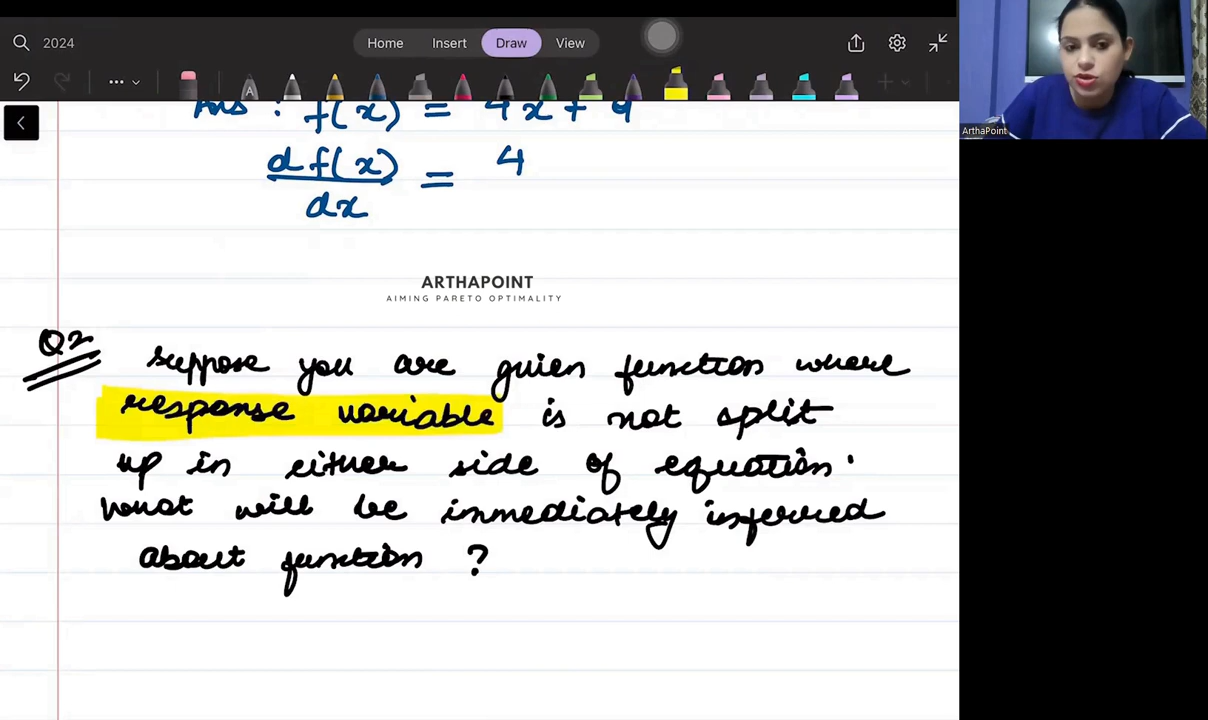 2024
Home Insert Draw View
Ans : f(x) = 4x + 9
d f(x) = 4
dx
ArthaPoint
ARTHAPOINT
AIMING PARETO OPTIMALITY
Q2 suppose you are given function where
response variable is not split
up in either side of equation.
what will be immediately inferred
about function ?